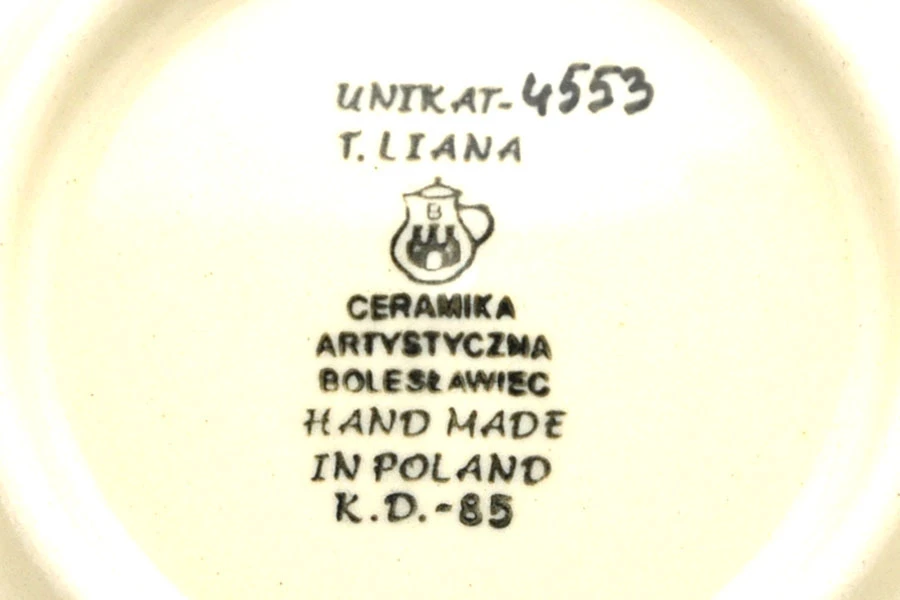 UNIKAT-4553
T. LIANA
B
CERAMIKA
ARTYSTYCZNA
BOLESŁAWIEC
HAND MADE
IN POLAND
K.D.-85